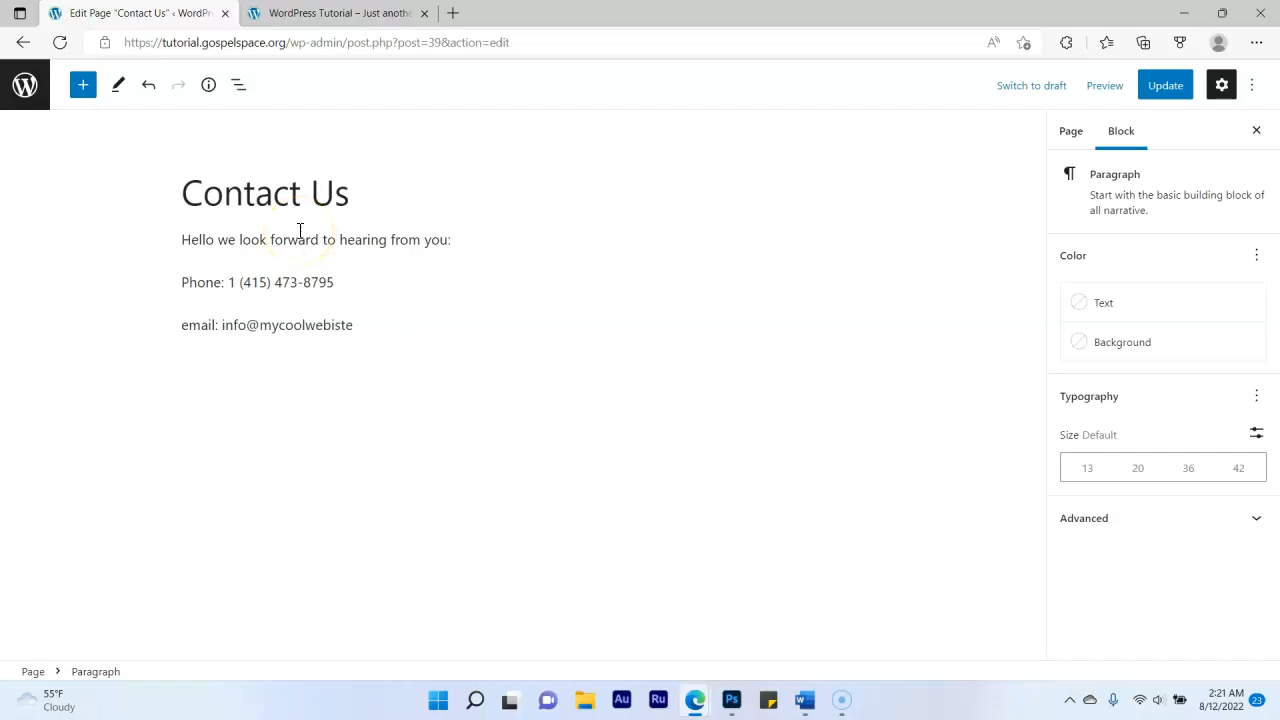 Edit Page "Contact Us" ‹ WordPr
WordPress Tutorial – Just anothe
https://tutorial.gospelspace.org/wp-admin/post.php?post=39&action=edit
Switch to draft
Preview
Update
Page
Block
Contact Us
Hello we look forward to hearing from you:
Phone: 1 (415) 473-8795
email: info@mycoolwebiste
Paragraph
Start with the basic building block of
all narrative.
Color
Text
Background
Typography
Size Default
13 20 36 42
Advanced
Page > Paragraph
55°F
Cloudy
Au
Ru
Ps
2:21 AM
8/12/2022
23